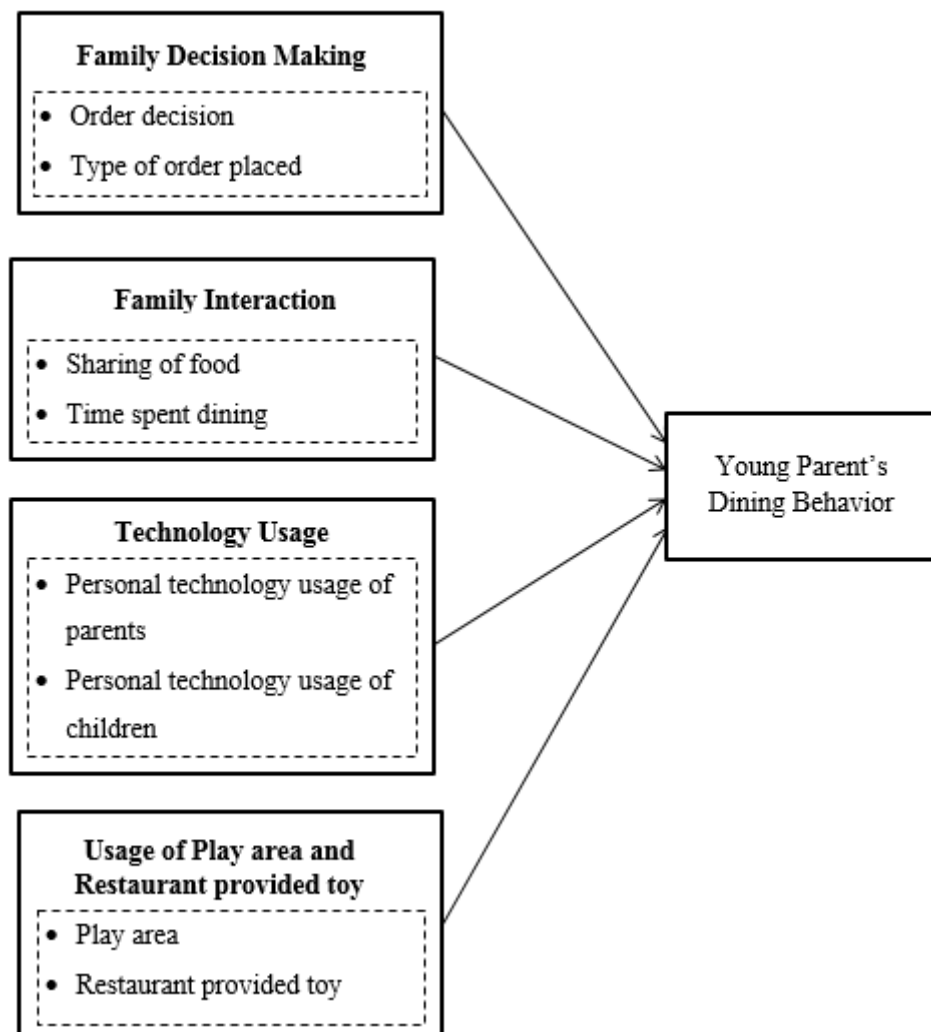 Family Decision Making
• Order decision
• Type of order placed
Family Interaction
• Sharing of food
• Time spent dining
Technology Usage
• Personal technology usage of
parents
• Personal technology usage of
children
Usage of Play area and
Restaurant provided toy
• Play area
• Restaurant provided toy
Young Parent’s
Dining Behavior